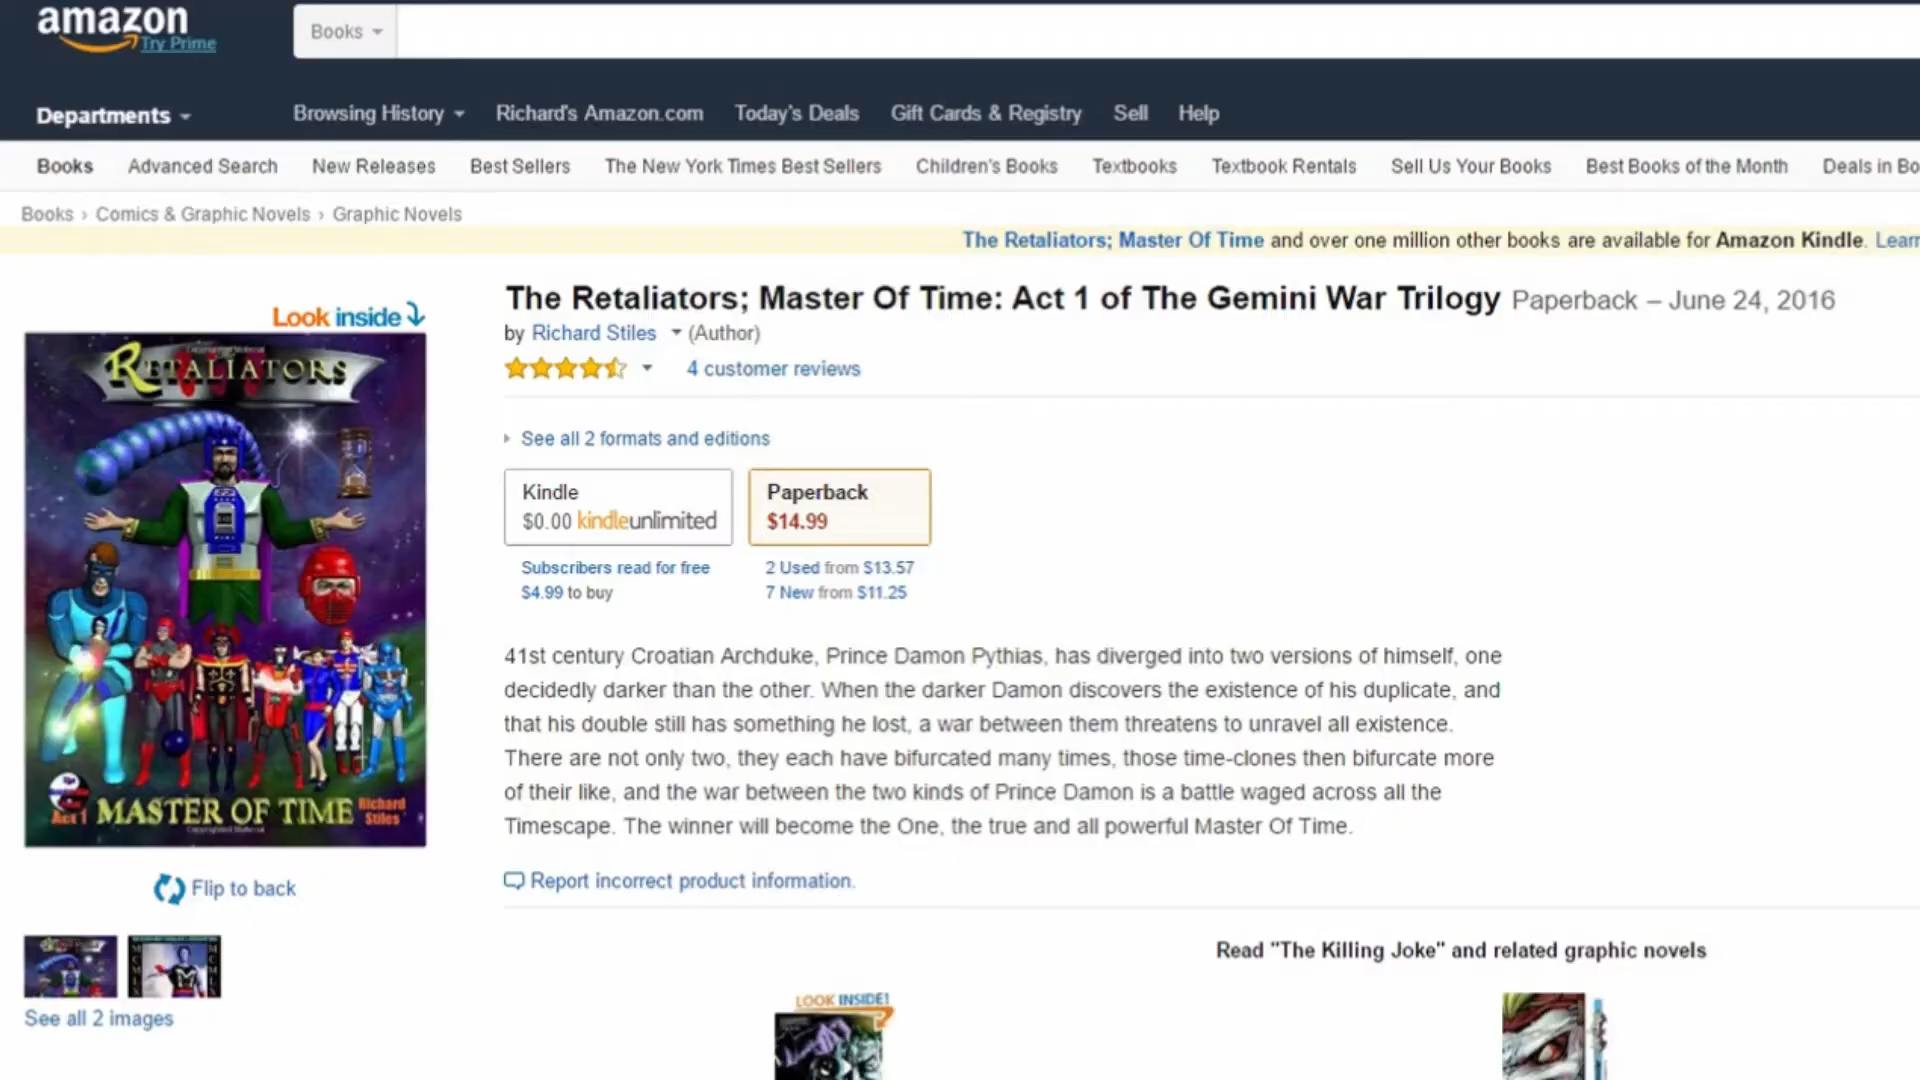 amazon
Try Prime
Books
Departments
Browsing History
Richard's Amazon.com
Today's Deals
Gift Cards & Registry
Sell
Help
Books
Advanced Search
New Releases
Best Sellers
The New York Times Best Sellers
Children's Books
Textbooks
Textbook Rentals
Sell Us Your Books
Best Books of the Month
Deals in Bo
Books › Comics & Graphic Novels › Graphic Novels
The Retaliators; Master Of Time and over one million other books are available for Amazon Kindle. Learn
Look inside
RETALIATORS
Act 1
MASTER OF TIME
Richard
Stiles
Flip to back
See all 2 images
The Retaliators; Master Of Time: Act 1 of The Gemini War Trilogy Paperback – June 24, 2016
by Richard Stiles (Author)
4 customer reviews
See all 2 formats and editions
Kindle
$0.00 kindleunlimited
Subscribers read for free
$4.99 to buy
Paperback
$14.99
2 Used from $13.57
7 New from $11.25
41st century Croatian Archduke, Prince Damon Pythias, has diverged into two versions of himself, one
decidedly darker than the other. When the darker Damon discovers the existence of his duplicate, and
that his double still has something he lost, a war between them threatens to unravel all existence.
There are not only two, they each have bifurcated many times, those time-clones then bifurcate more
of their like, and the war between the two kinds of Prince Damon is a battle waged across all the
Timescape. The winner will become the One, the true and all powerful Master Of Time.
Report incorrect product information.
Read "The Killing Joke" and related graphic novels
LOOK INSIDE!